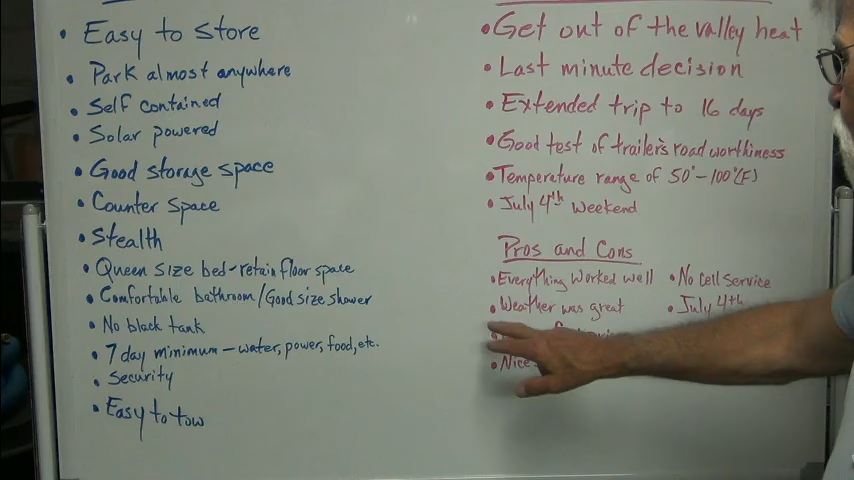 • Easy to store
• Park almost anywhere
• Self contained
• Solar powered
• Good storage space
• Counter Space
• Stealth
• Queen size bed-retain floor space
• Comfortable bathroom/Good size shower
• No black tank
• 7 day minimum - water, power, food, etc.
• Security
• Easy to tow
• Get out of the valley heat
• Last minute decision
• Extended trip to 16 days
• Good test of trailer's road worthiness
• Temperature range of 50°-100°(F)
• July 4th Weekend
Pros and Cons
• Everything Worked well
• Weather was great
• Nice
• No cell service
• July 4th